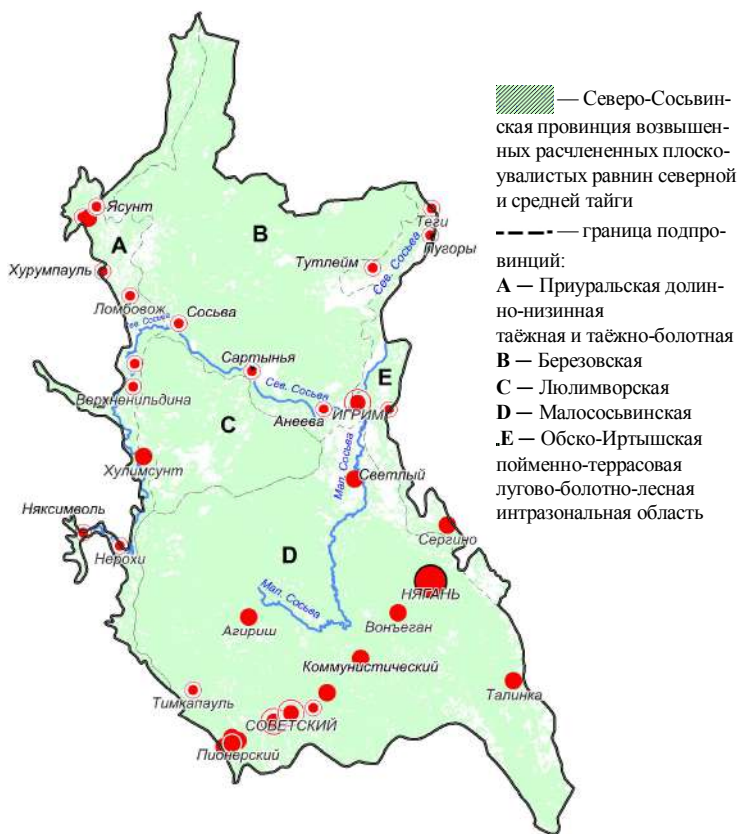 Ясунт
А
В
Теги
Пугоры
Тутлейм
Сев. Сосьва
Хурумпауль
Ломбовож
Сев. Сосьва
Сосьва
Сартынья
Сев. Сосьва
Е
Верхненильдина
С
Анеева
ИГРИМ
Мал. Сосьва
Хулимсунт
Светлый
Няксимволь
Нерохи
Сергино
D
НЯГАНЬ
Мал. Сосьва
Агириш
Вонъеган
Коммунистический
Талинка
Тимкапауль
СОВЕТСКИЙ
Пионерский
— Северо-Сосьвин-
ская провинция возвышен-
ных расчлененных плоско-
увалистых равнин северной
и средней тайги
— граница подпро-
винций:
А — Приуральская долин-
но-низинная
таёжная и таёжно-болотная
В — Березовская
С — Люлимворская
D — Малососьвинская
.Е — Обско-Иртышская
пойменно-террасовая
лугово-болотно-лесная
интразональная область